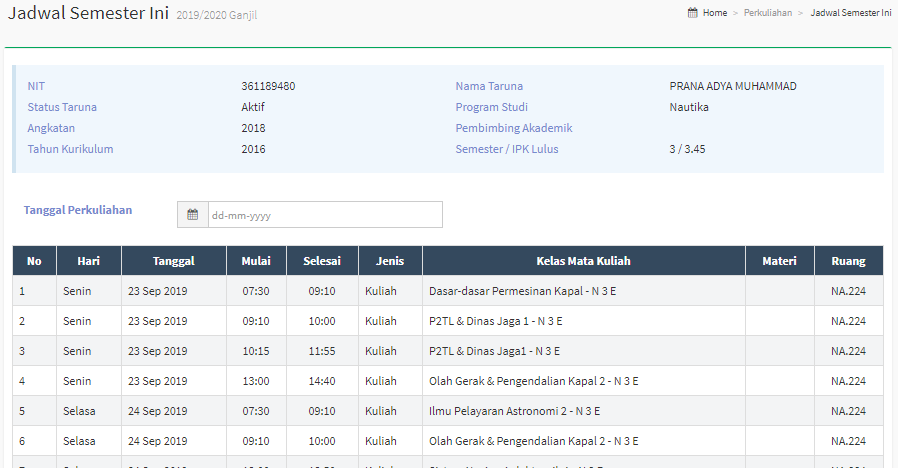 Jadwal Semester Ini 2019/2020 Ganjil Home > Perkuliahan > Jadwal Semester Ini
NIT 361189480 Nama Taruna PRANA ADYA MUHAMMAD
Status Taruna Aktif Program Studi Nautika
Angkatan 2018 Pembimbing Akademik
Tahun Kurikulum 2016 Semester / IPK Lulus 3 / 3.45
Tanggal Perkuliahan dd-mm-yyyy
No Hari Tanggal Mulai Selesai Jenis Kelas Mata Kuliah Materi Ruang
1 Senin 23 Sep 2019 07:30 09:10 Kuliah Dasar-dasar Permesinan Kapal - N 3 E NA.224
2 Senin 23 Sep 2019 09:10 10:00 Kuliah P2TL & Dinas Jaga 1 - N 3 E NA.224
3 Senin 23 Sep 2019 10:15 11:55 Kuliah P2TL & Dinas Jaga1 - N 3 E NA.224
4 Senin 23 Sep 2019 13:00 14:40 Kuliah Olah Gerak & Pengendalian Kapal 2 - N 3 E NA.224
5 Selasa 24 Sep 2019 07:30 09:10 Kuliah Ilmu Pelayaran Astronomi 2 - N 3 E NA.224
6 Selasa 24 Sep 2019 09:10 10:00 Kuliah Olah Gerak & Pengendalian Kapal 2 - N 3 E NA.224